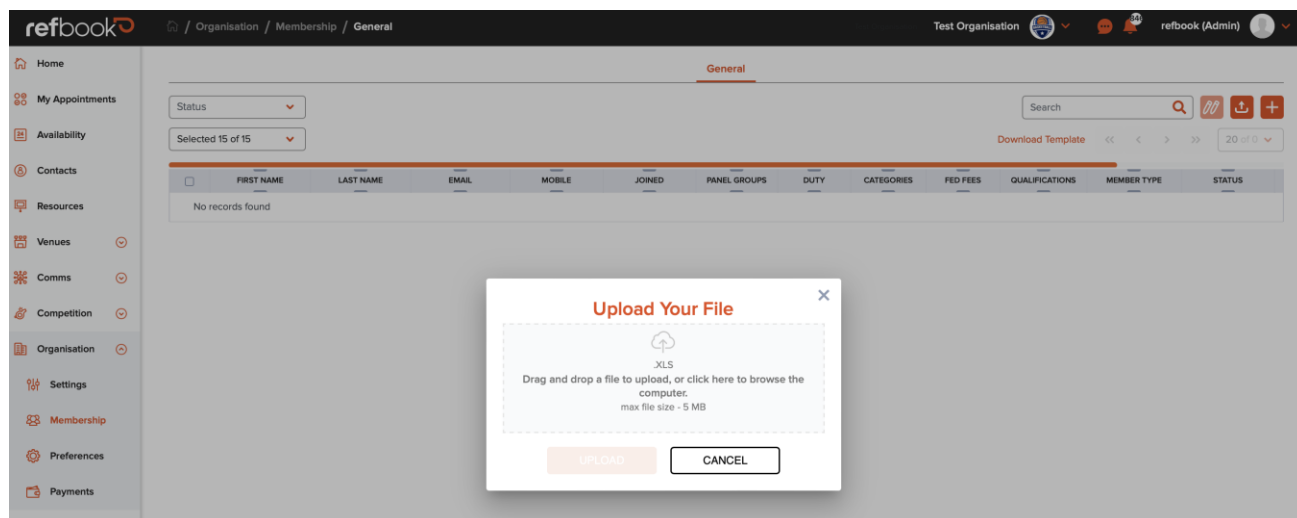 refbook
/ Organisation / Membership / General
Test Organisation
refbook (Admin)
Home
My Appointments
Availability
Contacts
Resources
Venues
Comms
Competition
Organisation
Settings
Membership
Preferences
Payments
General
Status
Search
Selected 15 of 15
Download Template << < > >> 20 of 0
FIRST NAME LAST NAME EMAIL MOBILE JOINED PANEL GROUPS DUTY CATEGORIES FED FEES QUALIFICATIONS MEMBER TYPE STATUS
No records found
Upload Your File
.XLS
Drag and drop a file to upload, or click here to browse the
computer.
max file size - 5 MB
UPLOAD CANCEL